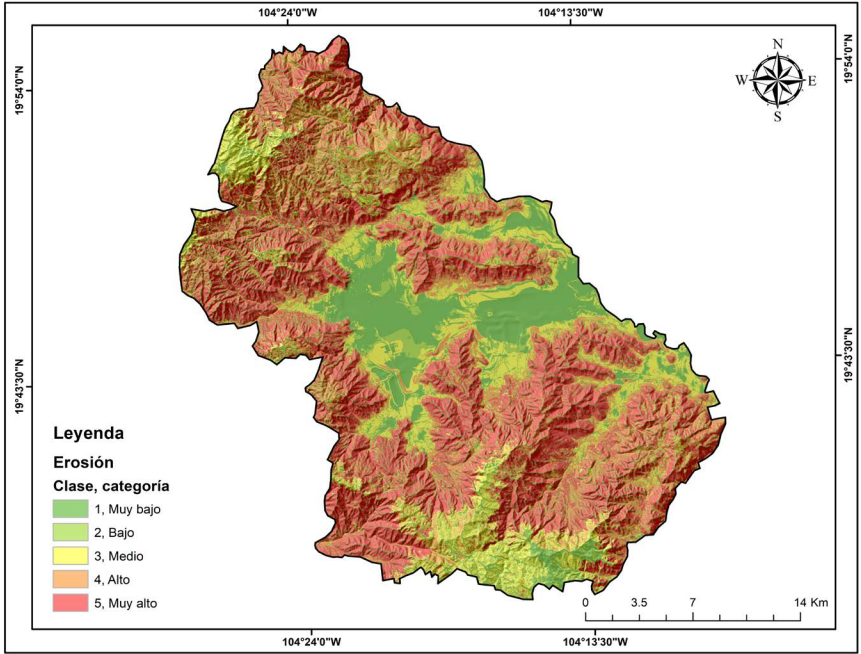 104°24'0"W
104°13'30"W
N
W
E
S
19°54'0"N
19°54'0"N
19°43'30"N
19°43'30"N
Leyenda
Erosión
Clase, categoría
1, Muy bajo
2, Bajo
3, Medio
4, Alto
5, Muy alto
0 3.5 7 14 Km
104°24'0"W
104°13'30"W